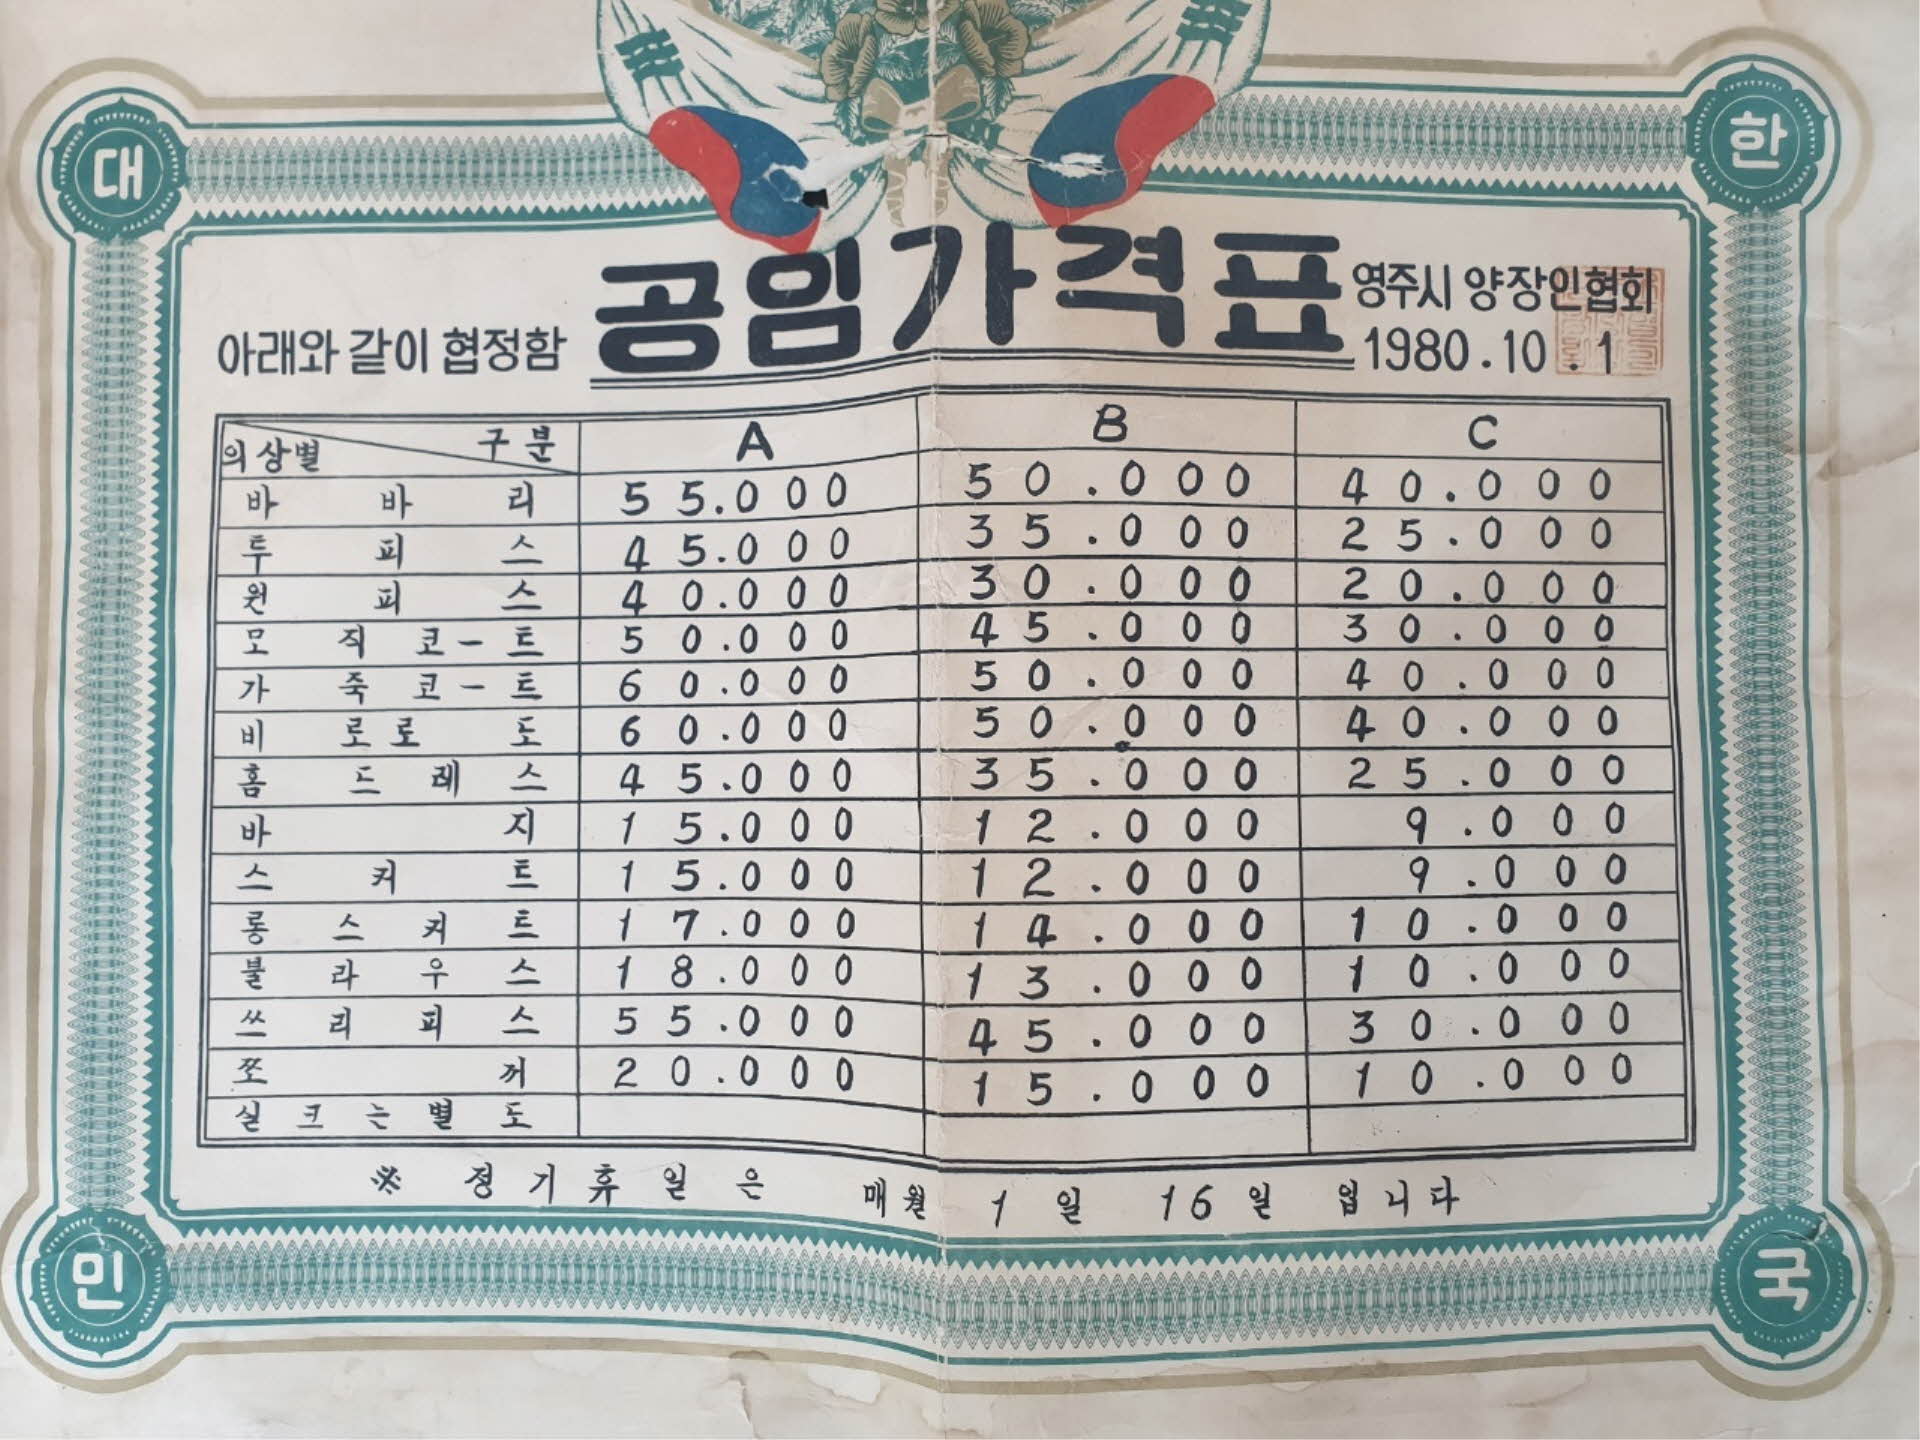 대 한
공임가격표
영주시 양장인협회
아래와 같이 협정함
1980.10.1
의상별 구분 A B C
바바리 55.000 50.000 40.000
투피스 45.000 35.000 25.000
원피스 40.000 30.000 20.000
모직코-트 50.000 45.000 30.000
가죽코-트 60.000 50.000 40.000
비로로도 60.000 50.000 40.000
홈드레스 45.000 35.000 25.000
바지 15.000 12.000 9.000
스커트 15.000 12.000 9.000
롱스커트 17.000 14.000 10.000
블라우스 18.000 13.000 10.000
쓰리피스 55.000 45.000 30.000
쪼꺼 20.000 15.000 10.000
실크는별도
※ 정기휴일은 매월 1일 16일 입니다
민 국